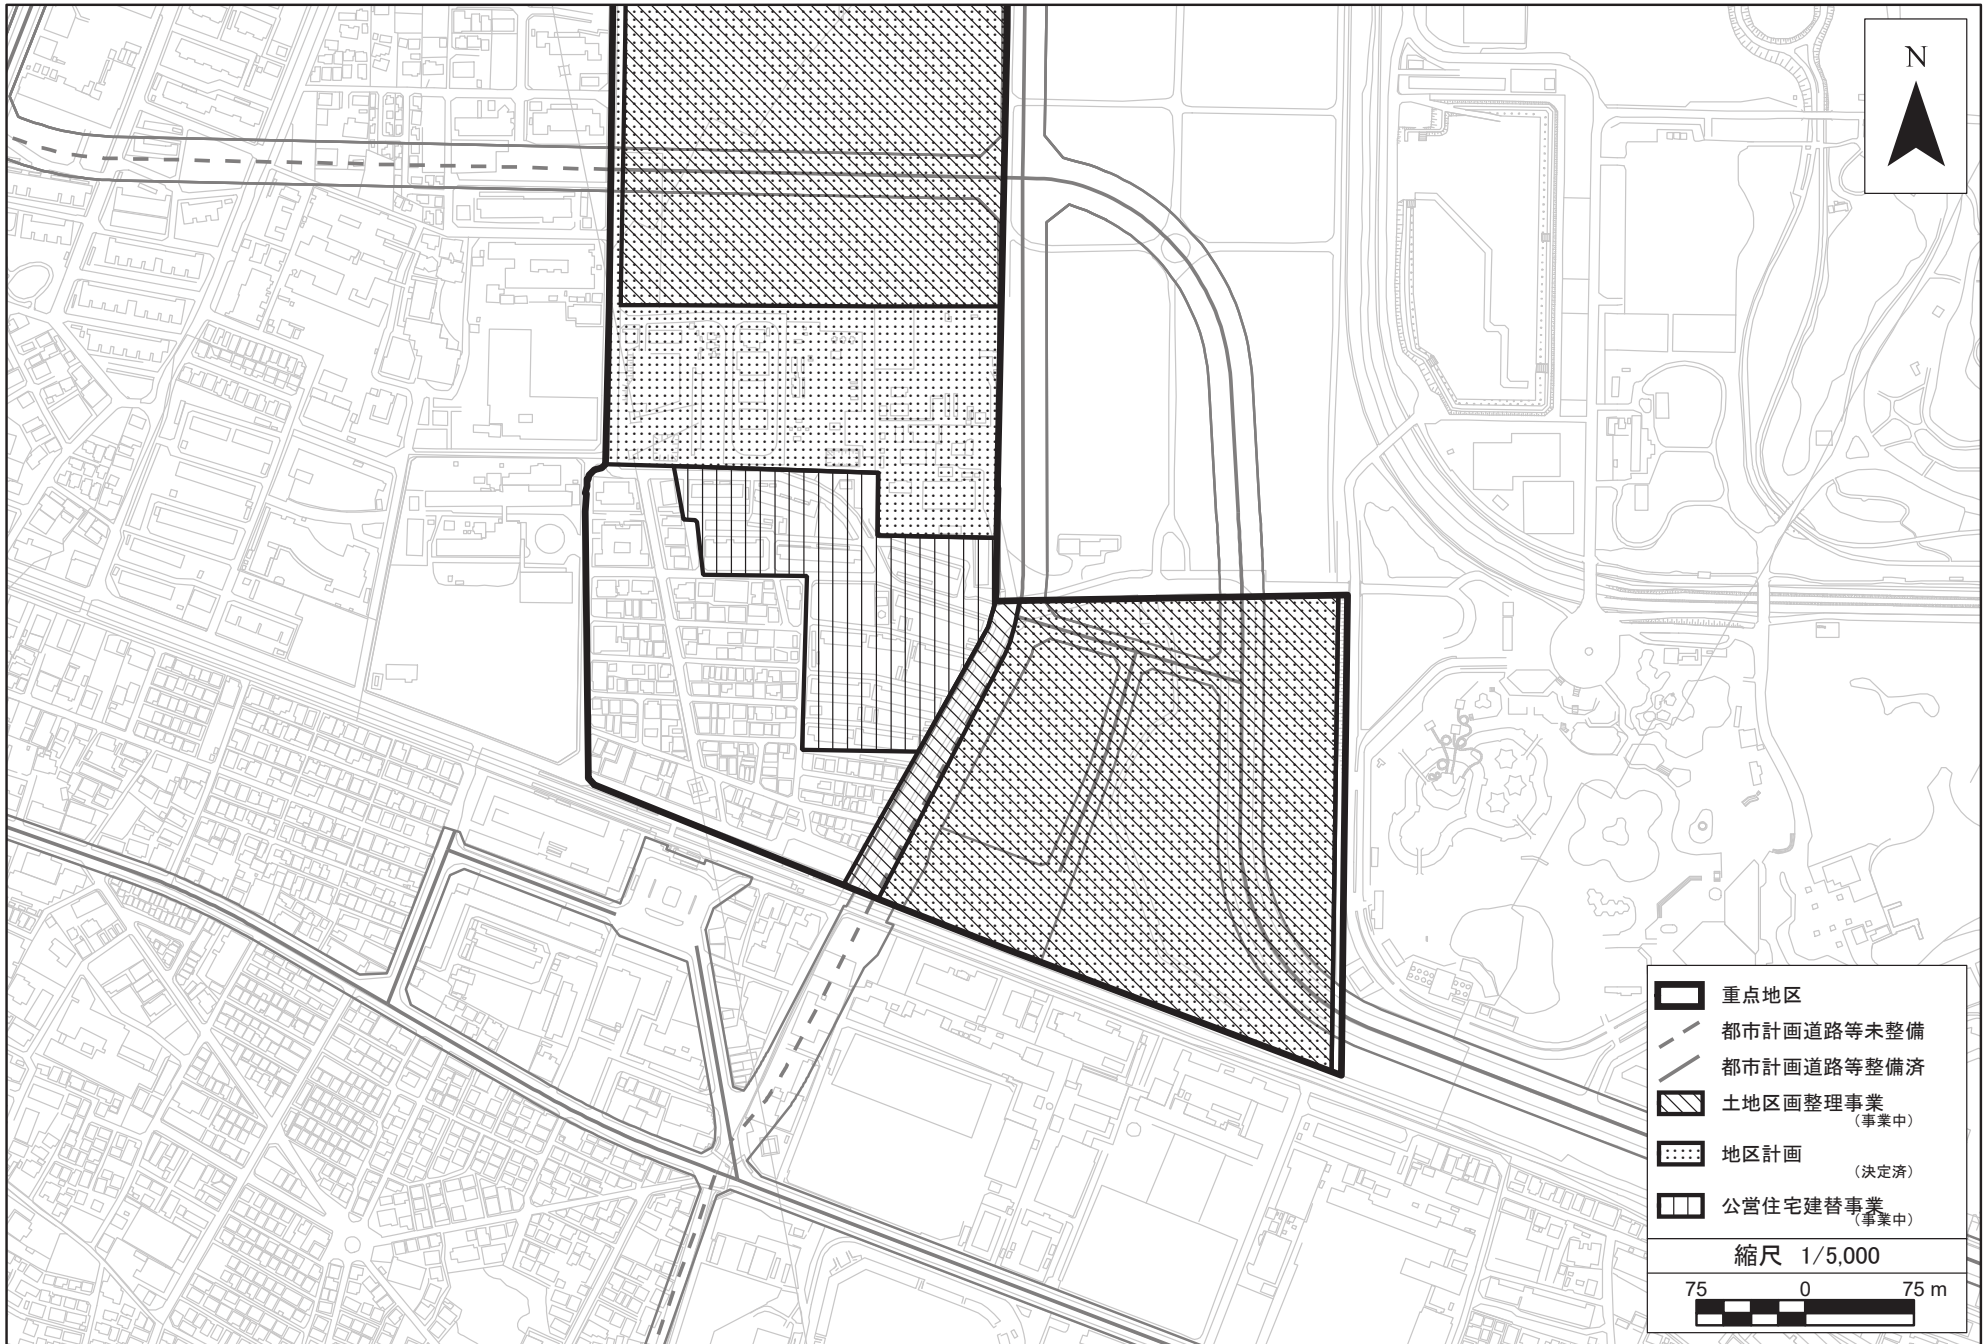 N
重点地区
都市計画道路等未整備
都市計画道路等整備済
土地区画整理事業
（事業中）
地区計画
（決定済）
公営住宅建替事業
（事業中）
縮尺 1/5,000
75 0 75 m